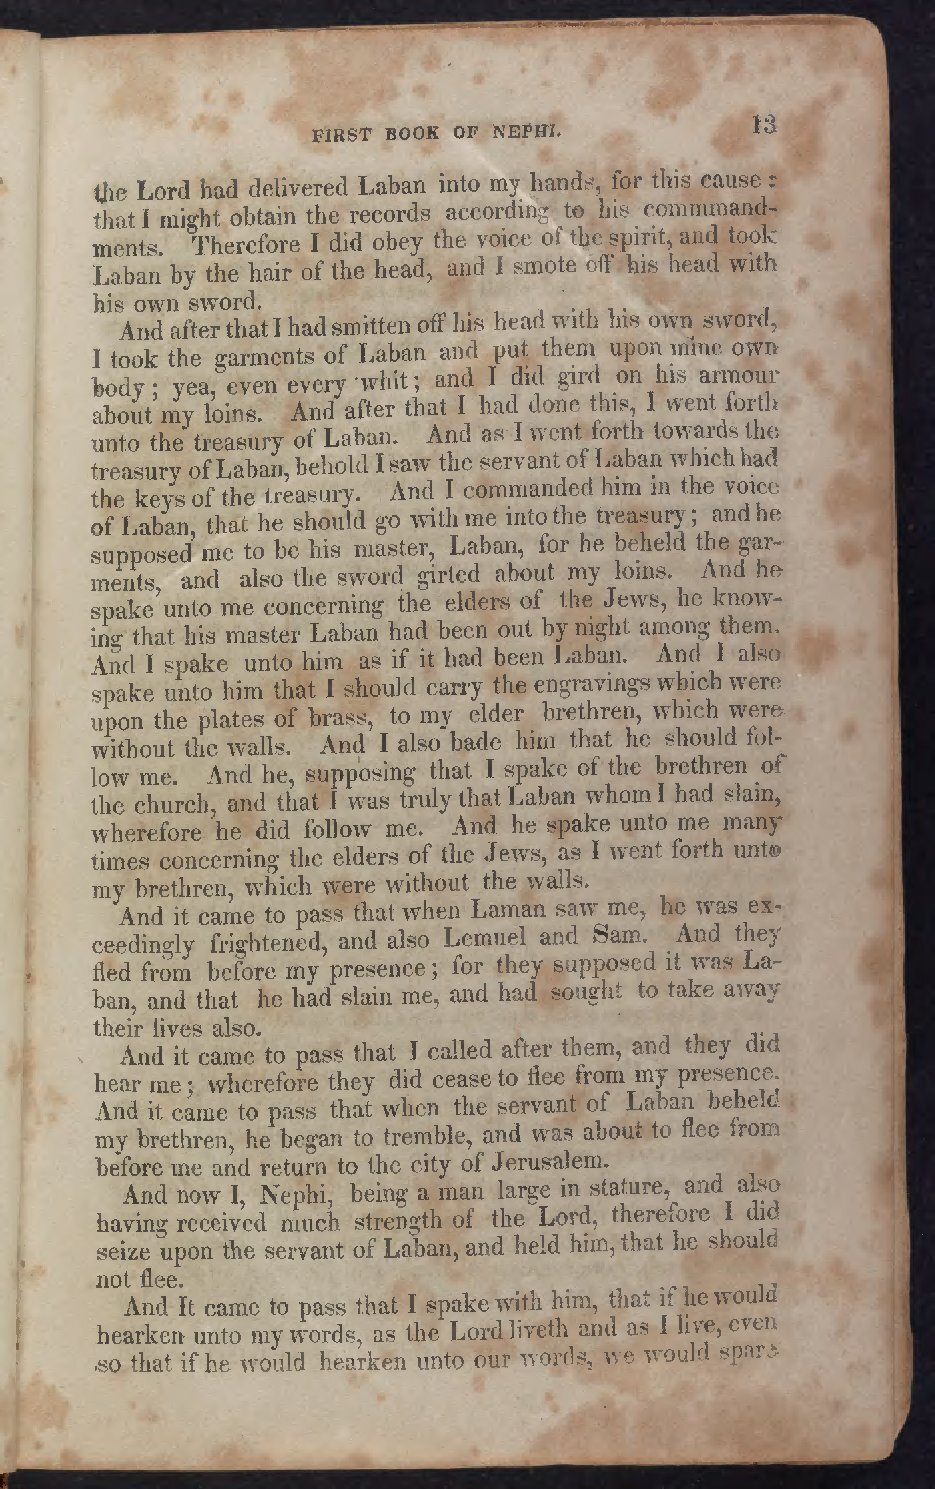 FIRST BOOK OF NEPHI. 13
the Lord had delivered Laban into my hands, for this cause :
that I might obtain the records according to his commmand-
ments. Therefore I did obey the voice of the spirit, and took
Laban by the hair of the head, and I smote off his head with
his own sword.
And after that I had smitten off his head with his own sword,
I took the garments of Laban and put them upon mine own
body ; yea, even every whit ; and I did gird on his armour
about my loins. And after that I had done this, I went forth
unto the treasury of Laban. And as I went forth towards the
treasury of Laban, behold I saw the servant of Laban which had
the keys of the treasury. And I commanded him in the voice
of Laban, that he should go with me into the treasury ; and he
supposed me to be his master, Laban, for he beheld the gar-
ments, and also the sword girted about my loins. And he
spake unto me concerning the elders of the Jews, he know-
ing that his master Laban had been out by night among them.
And I spake unto him as if it had been Laban. And I also
spake unto him that I should carry the engravings which were
upon the plates of brass, to my elder brethren, which were
without the walls. And I also bade him that he should fol-
low me. And he, supposing that I spake of the brethren of
the church, and that I was truly that Laban whom I had slain,
wherefore he did follow me. And he spake unto me many
times concerning the elders of the Jews, as I went forth unto
my brethren, which were without the walls.
And it came to pass that when Laman saw me, he was ex-
ceedingly frightened, and also Lemuel and Sam. And they
fled from before my presence ; for they supposed it was La-
ban, and that he had slain me, and had sought to take away
their lives also.
And it came to pass that I called after them, and they did
hear me ; wherefore they did cease to flee from my presence.
And it came to pass that when the servant of Laban beheld
my brethren, he began to tremble, and was about to flee from
before me and return to the city of Jerusalem.
And now I, Nephi, being a man large in stature, and also
having received much strength of the Lord, therefore I did
seize upon the servant of Laban, and held him, that he should
not flee.
And It came to pass that I spake with him, that if he would
hearken unto my words, as the Lord liveth and as I live, even
so that if he would hearken unto our words, we would spare